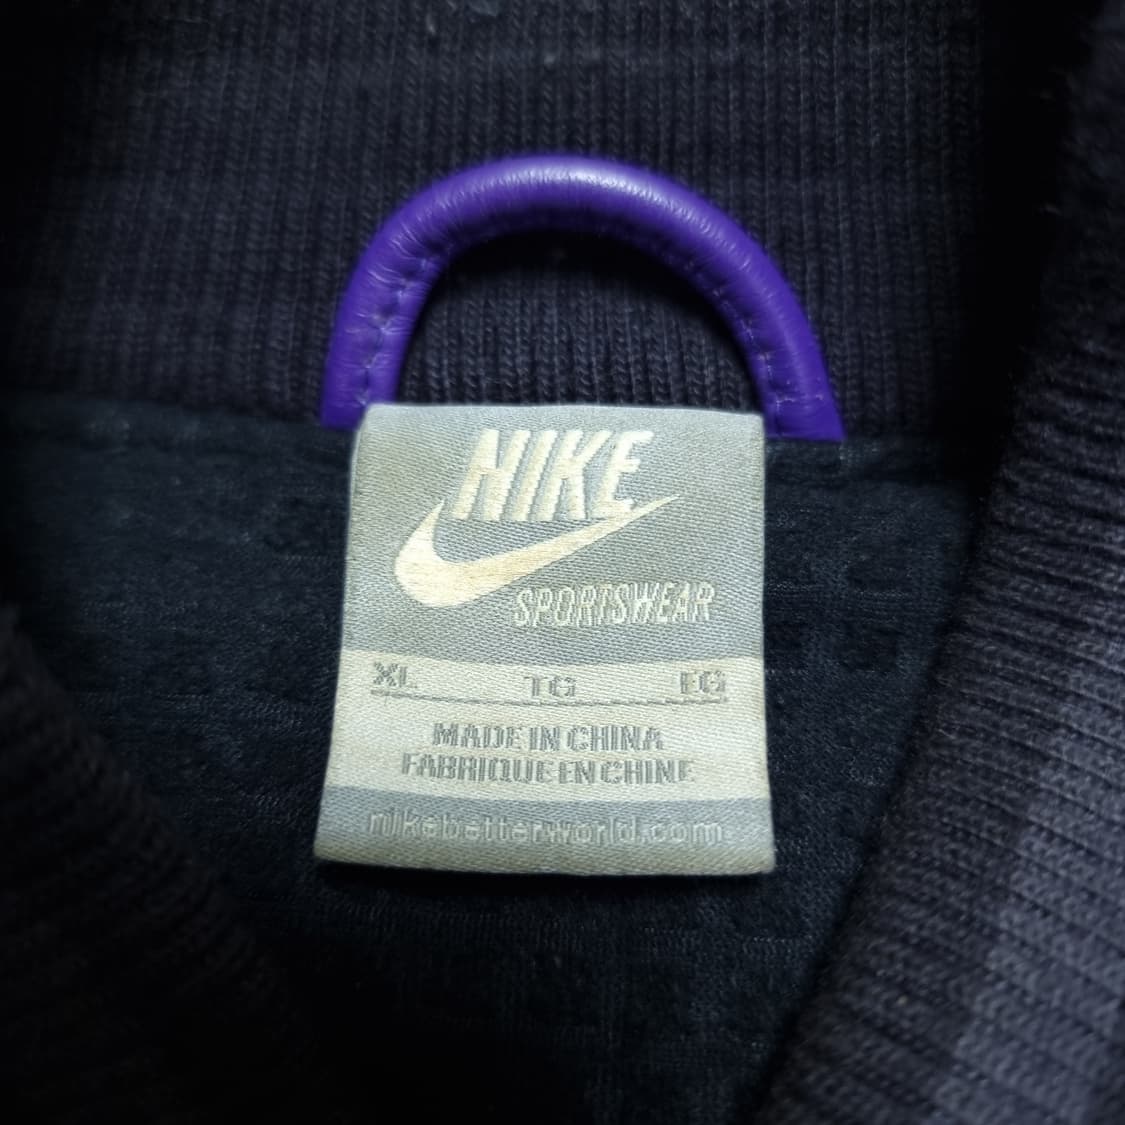 NIKE
SPORTSWEAR
XL TG EG
MADE IN CHINA
FABRIQUE EN CHINE
nikebetterworld.com